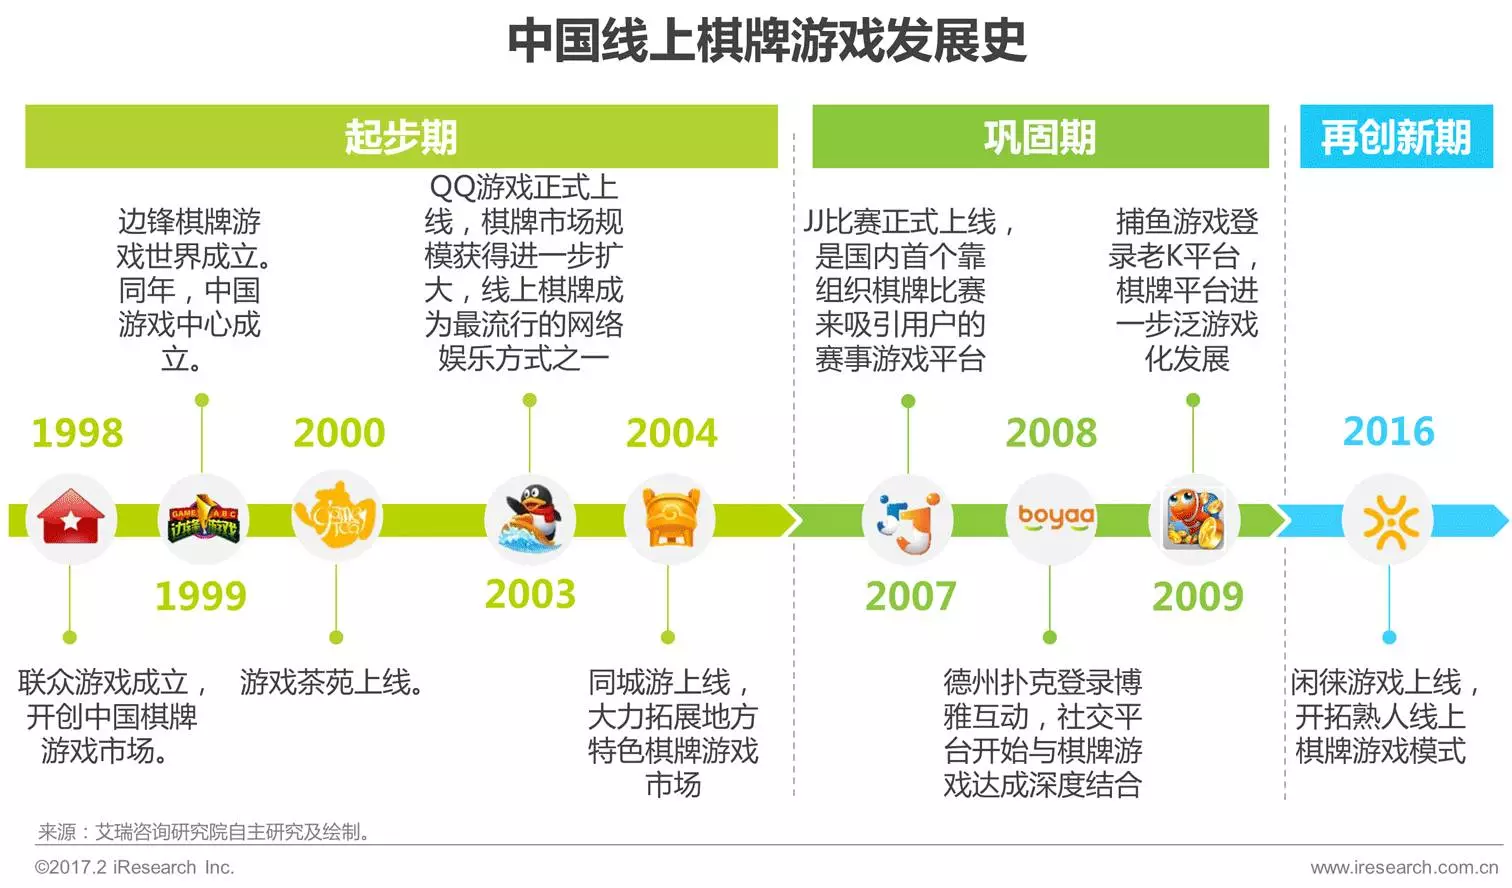 中国线上棋牌游戏发展史
起步期
巩固期
再创新期
边锋棋牌游
戏世界成立。
同年，中国
游戏中心成
立。
QQ游戏正式上
线，棋牌市场规
模获得进一步扩
大，线上棋牌成
为最流行的网络
娱乐方式之一
JJ比赛正式上线，
是国内首个靠
组织棋牌比赛
来吸引用户的
赛事游戏平台
捕鱼游戏登
录老K平台，
棋牌平台进
一步泛游戏
化发展
1998
2000
2004
2008
2016
GAME ABC
边锋游戏
JJ
boyaa
1999
2003
2007
2009
联众游戏成立，
开创中国棋牌
游戏市场。
游戏茶苑上线。
同城游上线，
大力拓展地方
特色棋牌游戏
市场
德州扑克登录博
雅互动，社交平
台开始与棋牌游
戏达成深度结合
闲徕游戏上线，
开拓熟人线上
棋牌游戏模式
来源：艾瑞咨询研究院自主研究及绘制。
©2017.2 iResearch Inc.
www.iresearch.com.cn